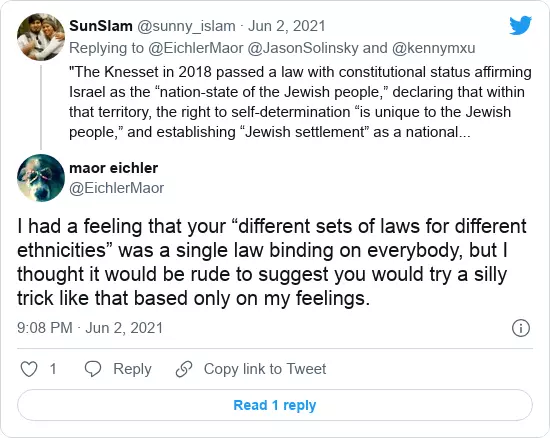 SunSlam @sunny_islam · Jun 2, 2021
Replying to @EichlerMaor @JasonSolinsky and @kennymxu
"The Knesset in 2018 passed a law with constitutional status affirming
Israel as the “nation-state of the Jewish people,” declaring that within
that territory, the right to self-determination “is unique to the Jewish
people,” and establishing “Jewish settlement” as a national...
maor eichler
@EichlerMaor
I had a feeling that your “different sets of laws for different
ethnicities” was a single law binding on everybody, but I
thought it would be rude to suggest you would try a silly
trick like that based only on my feelings.
9:08 PM · Jun 2, 2021
1 Reply Copy link to Tweet
Read 1 reply